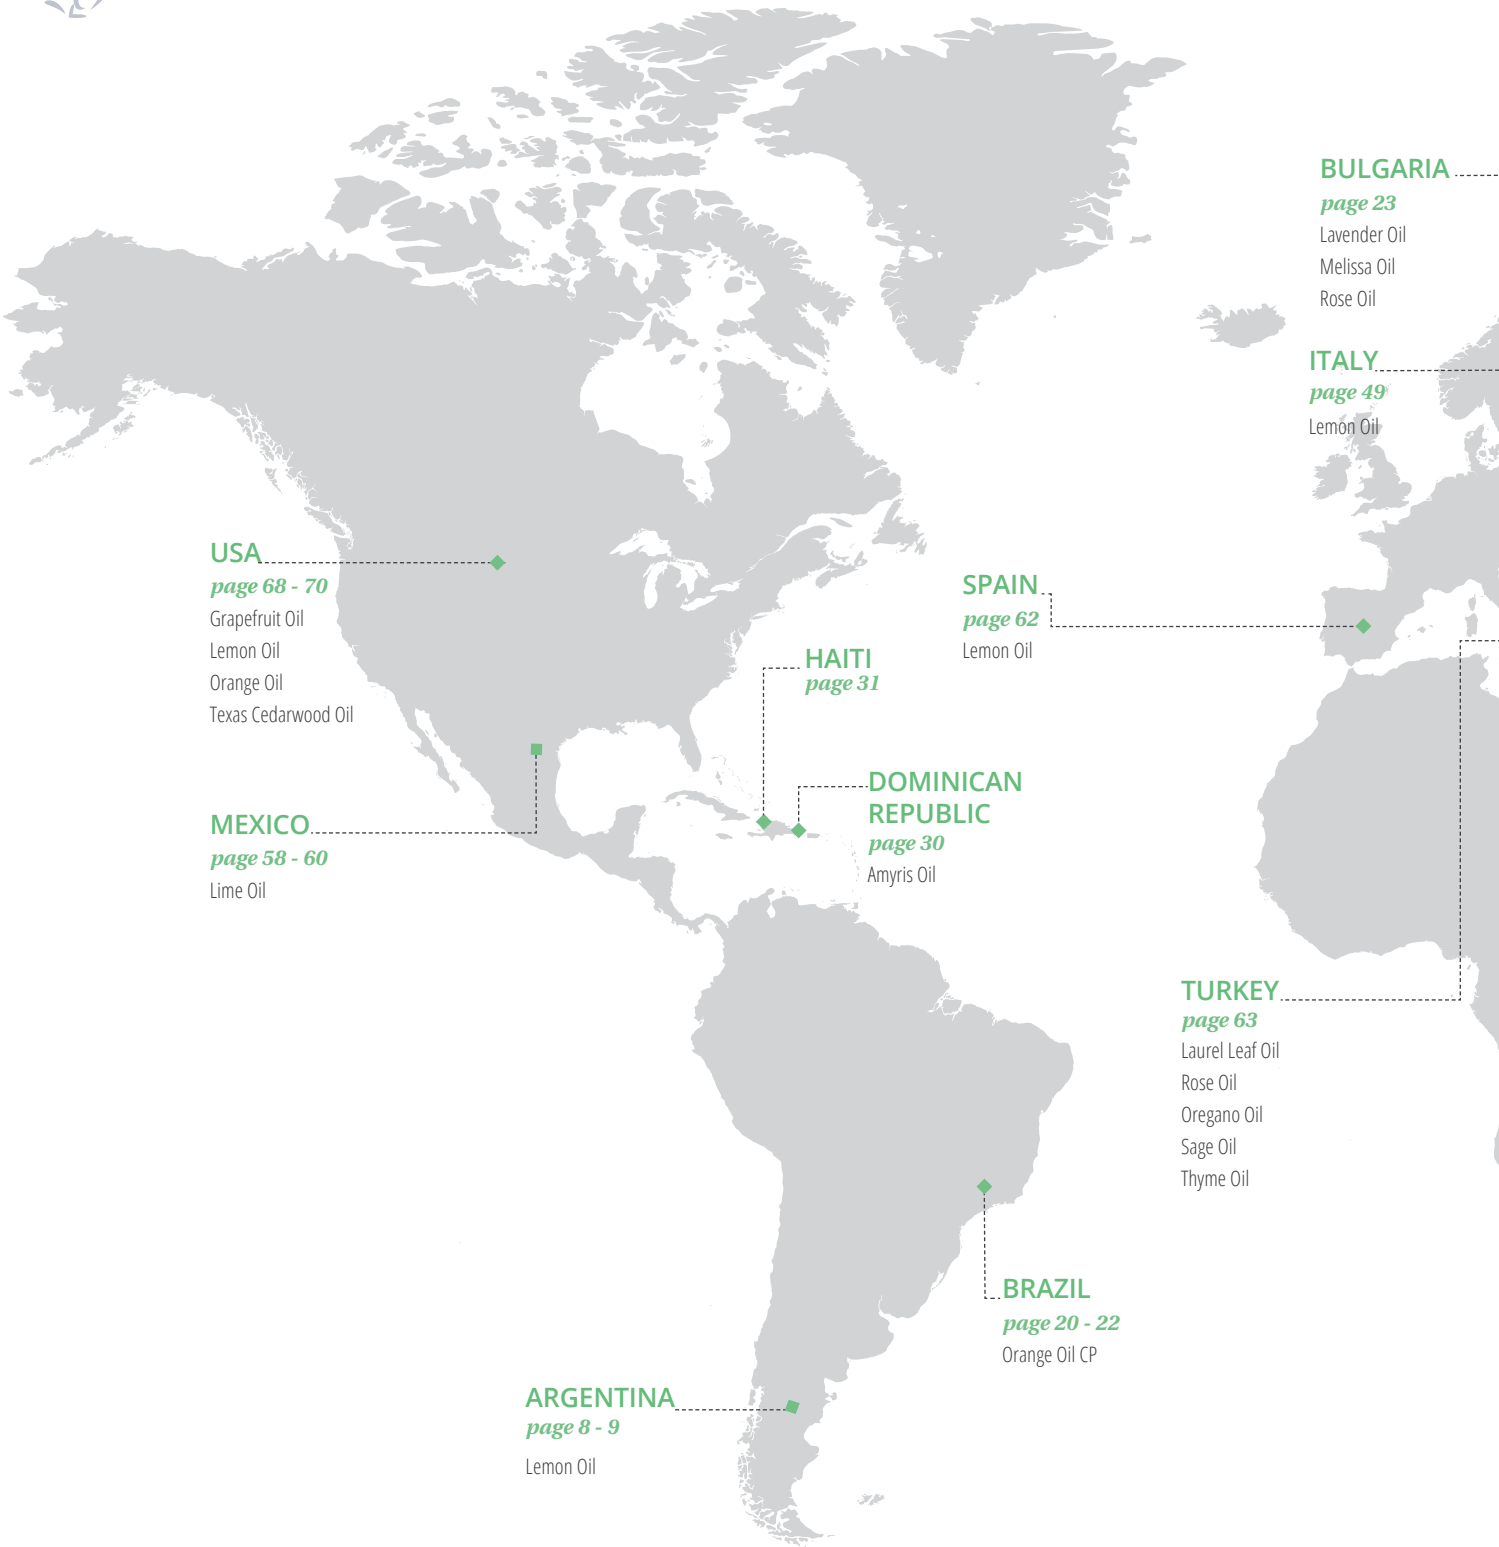 BULGARIA
page 23
Lavender Oil
Melissa Oil
Rose Oil
ITALY
page 49
Lemon Oil
USA
page 68 - 70
Grapefruit Oil
Lemon Oil
Orange Oil
Texas Cedarwood Oil
SPAIN
page 62
Lemon Oil
HAITI
page 31
DOMINICAN
REPUBLIC
page 30
Amyris Oil
MEXICO
page 58 - 60
Lime Oil
TURKEY
page 63
Laurel Leaf Oil
Rose Oil
Oregano Oil
Sage Oil
Thyme Oil
BRAZIL
page 20 - 22
Orange Oil CP
ARGENTINA
page 8 - 9
Lemon Oil